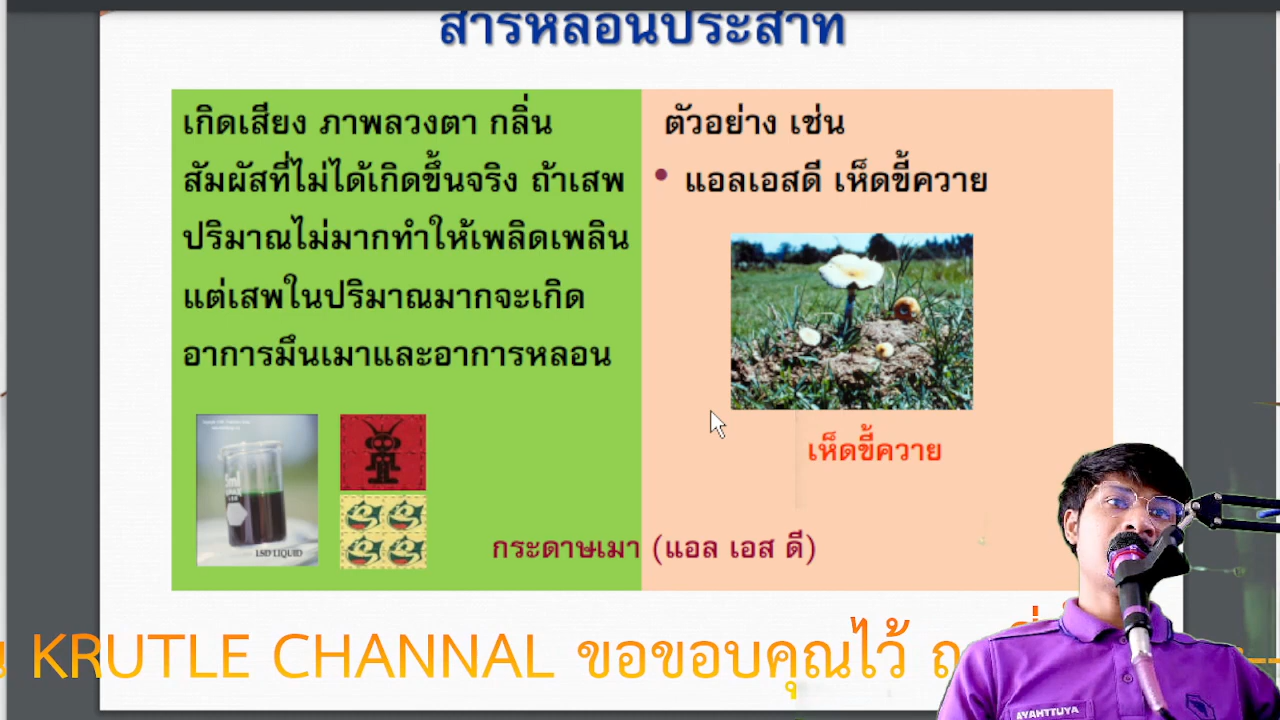 สารหลอนประสาท
เกิดเสียง ภาพลวงตา กลิ่น
สัมผัสที่ไม่ได้เกิดขึ้นจริง ถ้าเสพ
ปริมาณไม่มากทำให้เพลิดเพลิน
แต่เสพในปริมาณมากจะเกิด
อาการมึนเมาและอาการหลอน
ตัวอย่าง เช่น
• แอลเอสดี เห็ดขี้ควาย
เห็ดขี้ควาย
5ml
LSD LIQUID
กระดาษเมา (แอล เอส ดี)
KRUTLE CHANNAL ขอขอบคุณไว้